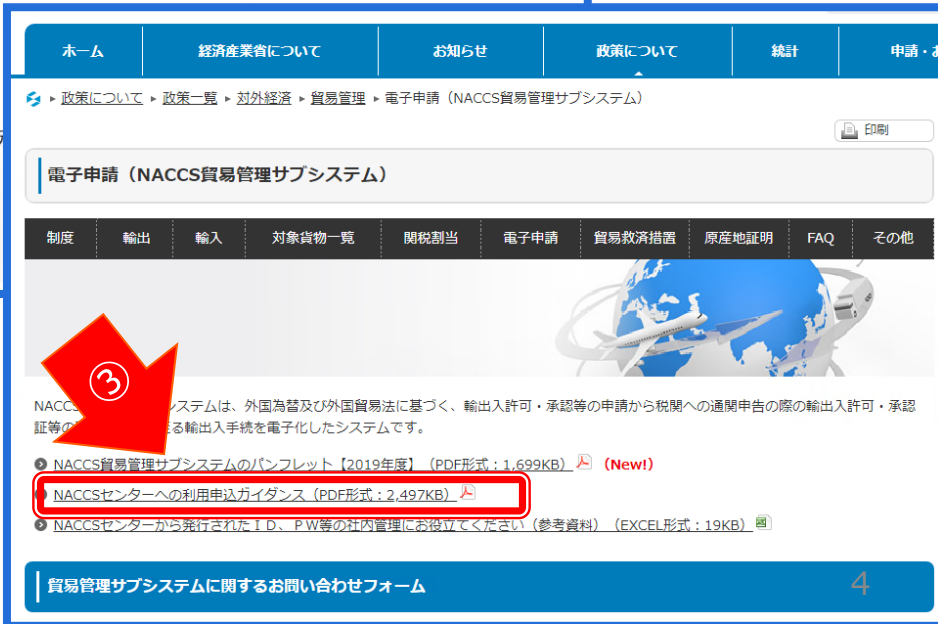 ホーム 経済産業省について お知らせ 政策について 統計 申請・お
政策について ▸ 政策一覧 ▸ 対外経済 ▸ 貿易管理 ▸ 電子申請（NACCS貿易管理サブシステム）
印刷
電子申請（NACCS貿易管理サブシステム）
制度 輸出 輸入 対象貨物一覧 関税割当 電子申請 貿易救済措置 原産地証明 FAQ その他
③
NACCS ステムは、外国為替及び外国貿易法に基づく、輸出入許可・承認等の申請から税関への通関申告の際の輸出入許可・承認
証等の る輸出入手続を電子化したシステムです。
NACCS貿易管理サブシステムのパンフレット【2019年度】（PDF形式：1,699KB） （New!）
NACCSセンターへの利用申込ガイダンス（PDF形式：2,497KB）
NACCSセンターから発行されたＩＤ、ＰＷ等の社内管理にお役立てください（参考資料）（EXCEL形式：19KB）
貿易管理サブシステムに関するお問い合わせフォーム
4